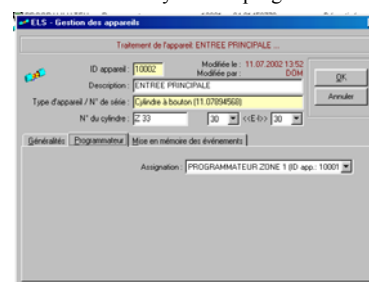 ELS - Gestion des appareils
Traitement de l'appareil: ENTREE PRINCIPALE ...
ID appareil : 10002
Modifiée le : 11.07.2002 13:52
Modifiée par : DOM
Description : ENTREE PRINCIPALE
OK
Type d'appareil / N° de série : Cylindre à bouton (11.07894568)
Annuler
N° du cylindre : Z 33 30 <<E-I>> 30
Généralités Programmateur Mise en mémoire des événements
Assignation : PROGRAMMATEUR ZONE 1 (ID app.: 10001